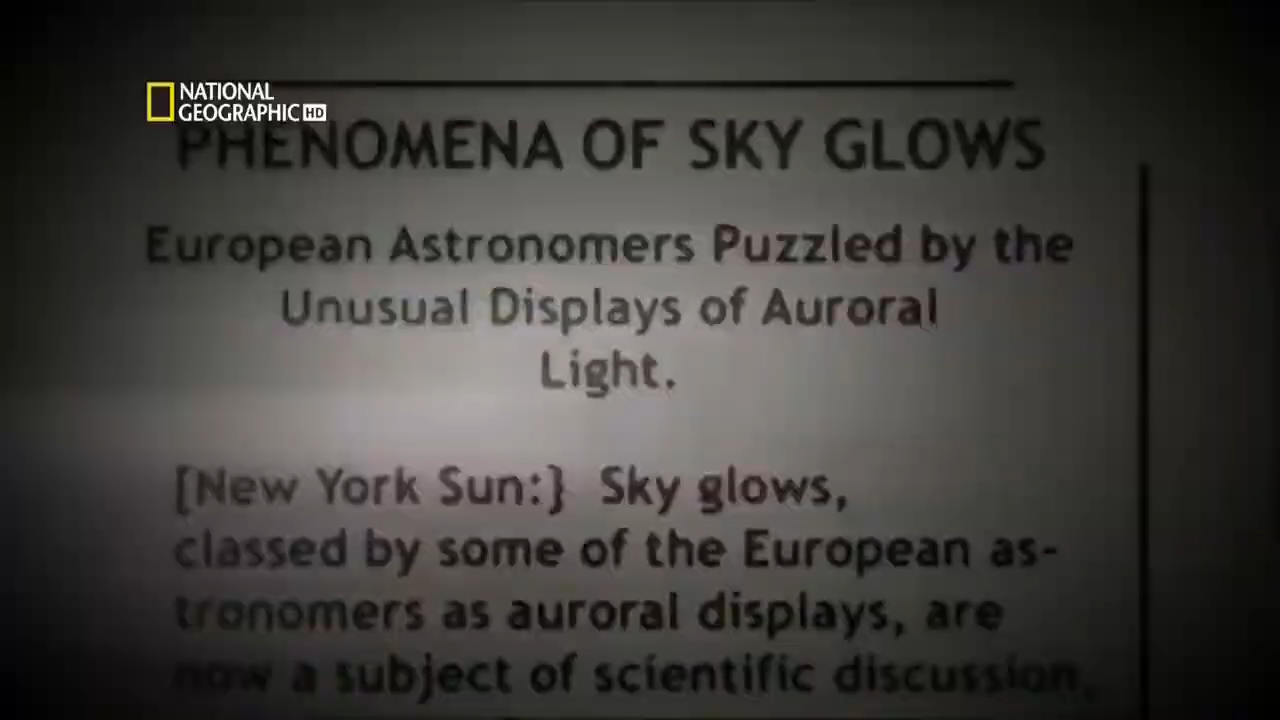 NATIONAL
GEOGRAPHIC HD
PHENOMENA OF SKY GLOWS
European Astronomers Puzzled by the
Unusual Displays of Auroral
Light.
[New York Sun:} Sky glows,
classed by some of the European as-
tronomers as auroral displays, are
now a subject of scientific discussion,